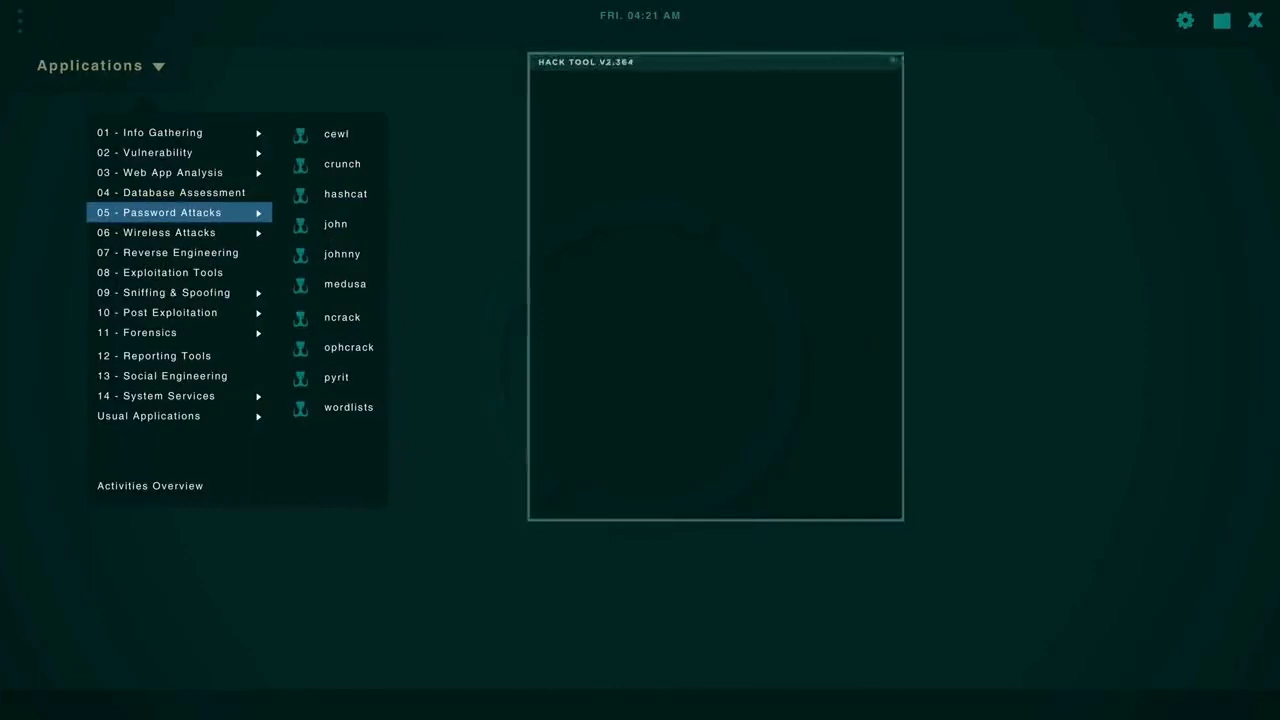 FRI. 04:21 AM
X
Applications
HACK TOOL V2.364
01 - Info Gathering
02 - Vulnerability
03 - Web App Analysis
04 - Database Assessment
05 - Password Attacks
06 - Wireless Attacks
07 - Reverse Engineering
08 - Exploitation Tools
09 - Sniffing & Spoofing
10 - Post Exploitation
11 - Forensics
12 - Reporting Tools
13 - Social Engineering
14 - System Services
Usual Applications
Activities Overview
cewl
crunch
hashcat
john
johnny
medusa
ncrack
ophcrack
pyrit
wordlists